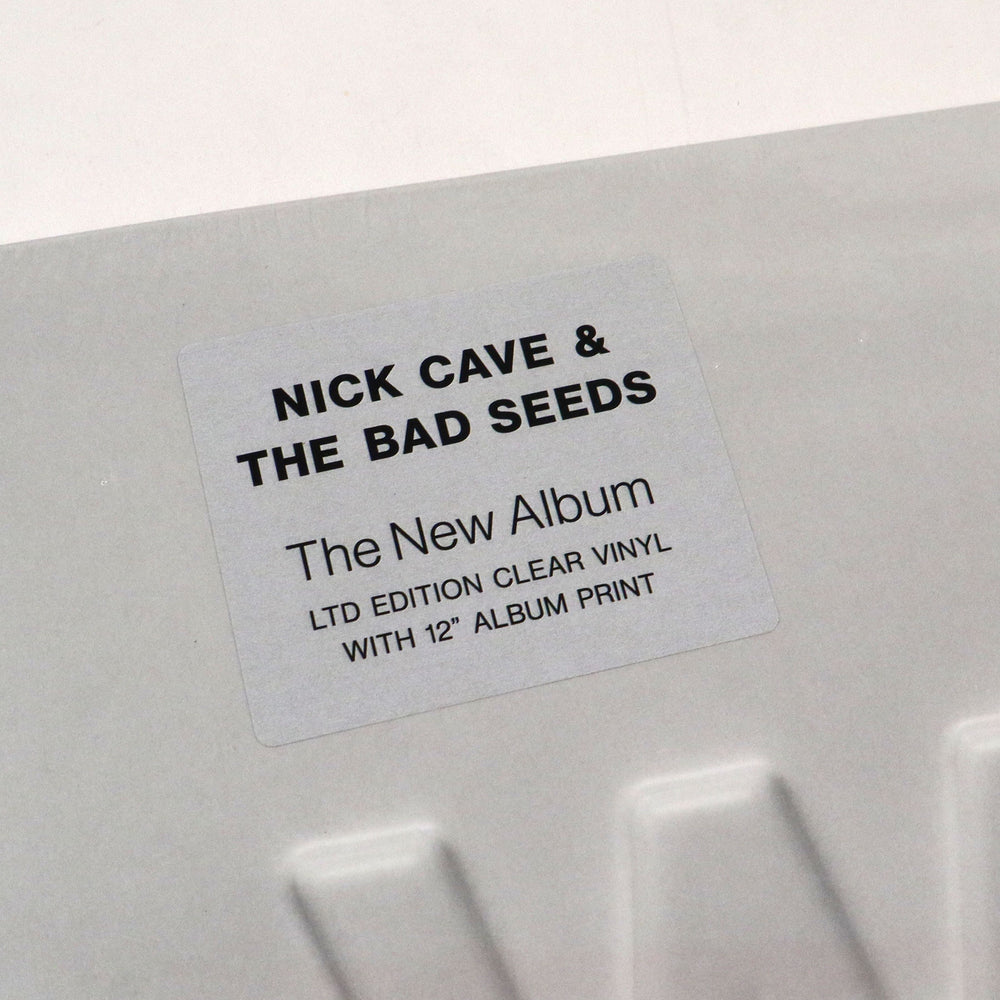 NICK CAVE &
THE BAD SEEDS
The New Album
LTD EDITION CLEAR VINYL
WITH 12” ALBUM PRINT